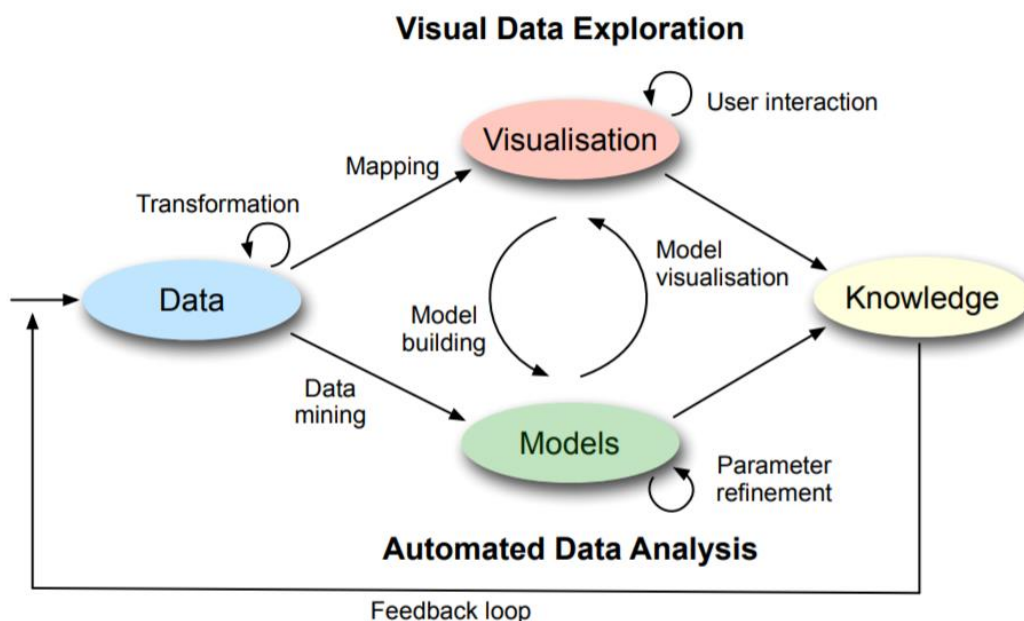 Visual Data Exploration
User interaction
Visualisation
Mapping
Transformation
Model
visualisation
Data
Knowledge
Model
building
Data
mining
Models
Parameter
refinement
Automated Data Analysis
Feedback loop